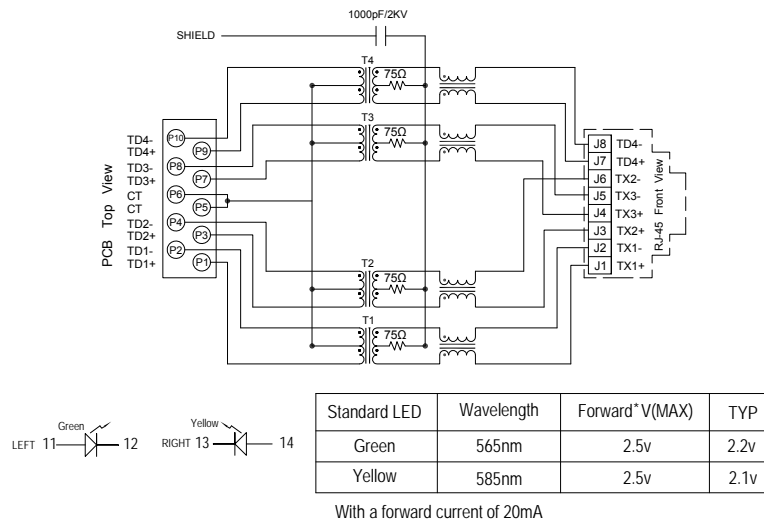 1000pF/2KV
SHIELD
T4
75Ω
T3
75Ω
T2
75Ω
T1
75Ω
PCB Top View
TD4- P10
TD4+ P9
TD3- P8
TD3+ P7
CT P6
CT P5
TD2- P4
TD2+ P3
TD1- P2
TD1+ P1
J8 TD4-
J7 TD4+
J6 TX2-
J5 TX3-
J4 TX3+
J3 TX2+
J2 TX1-
J1 TX1+
RJ-45 Front View
Green
LEFT 11 12
Yellow
RIGHT 13 14
Standard LED Wavelength Forward* V(MAX) TYP
Green 565nm 2.5v 2.2v
Yellow 585nm 2.5v 2.1v
With a forward current of 20mA